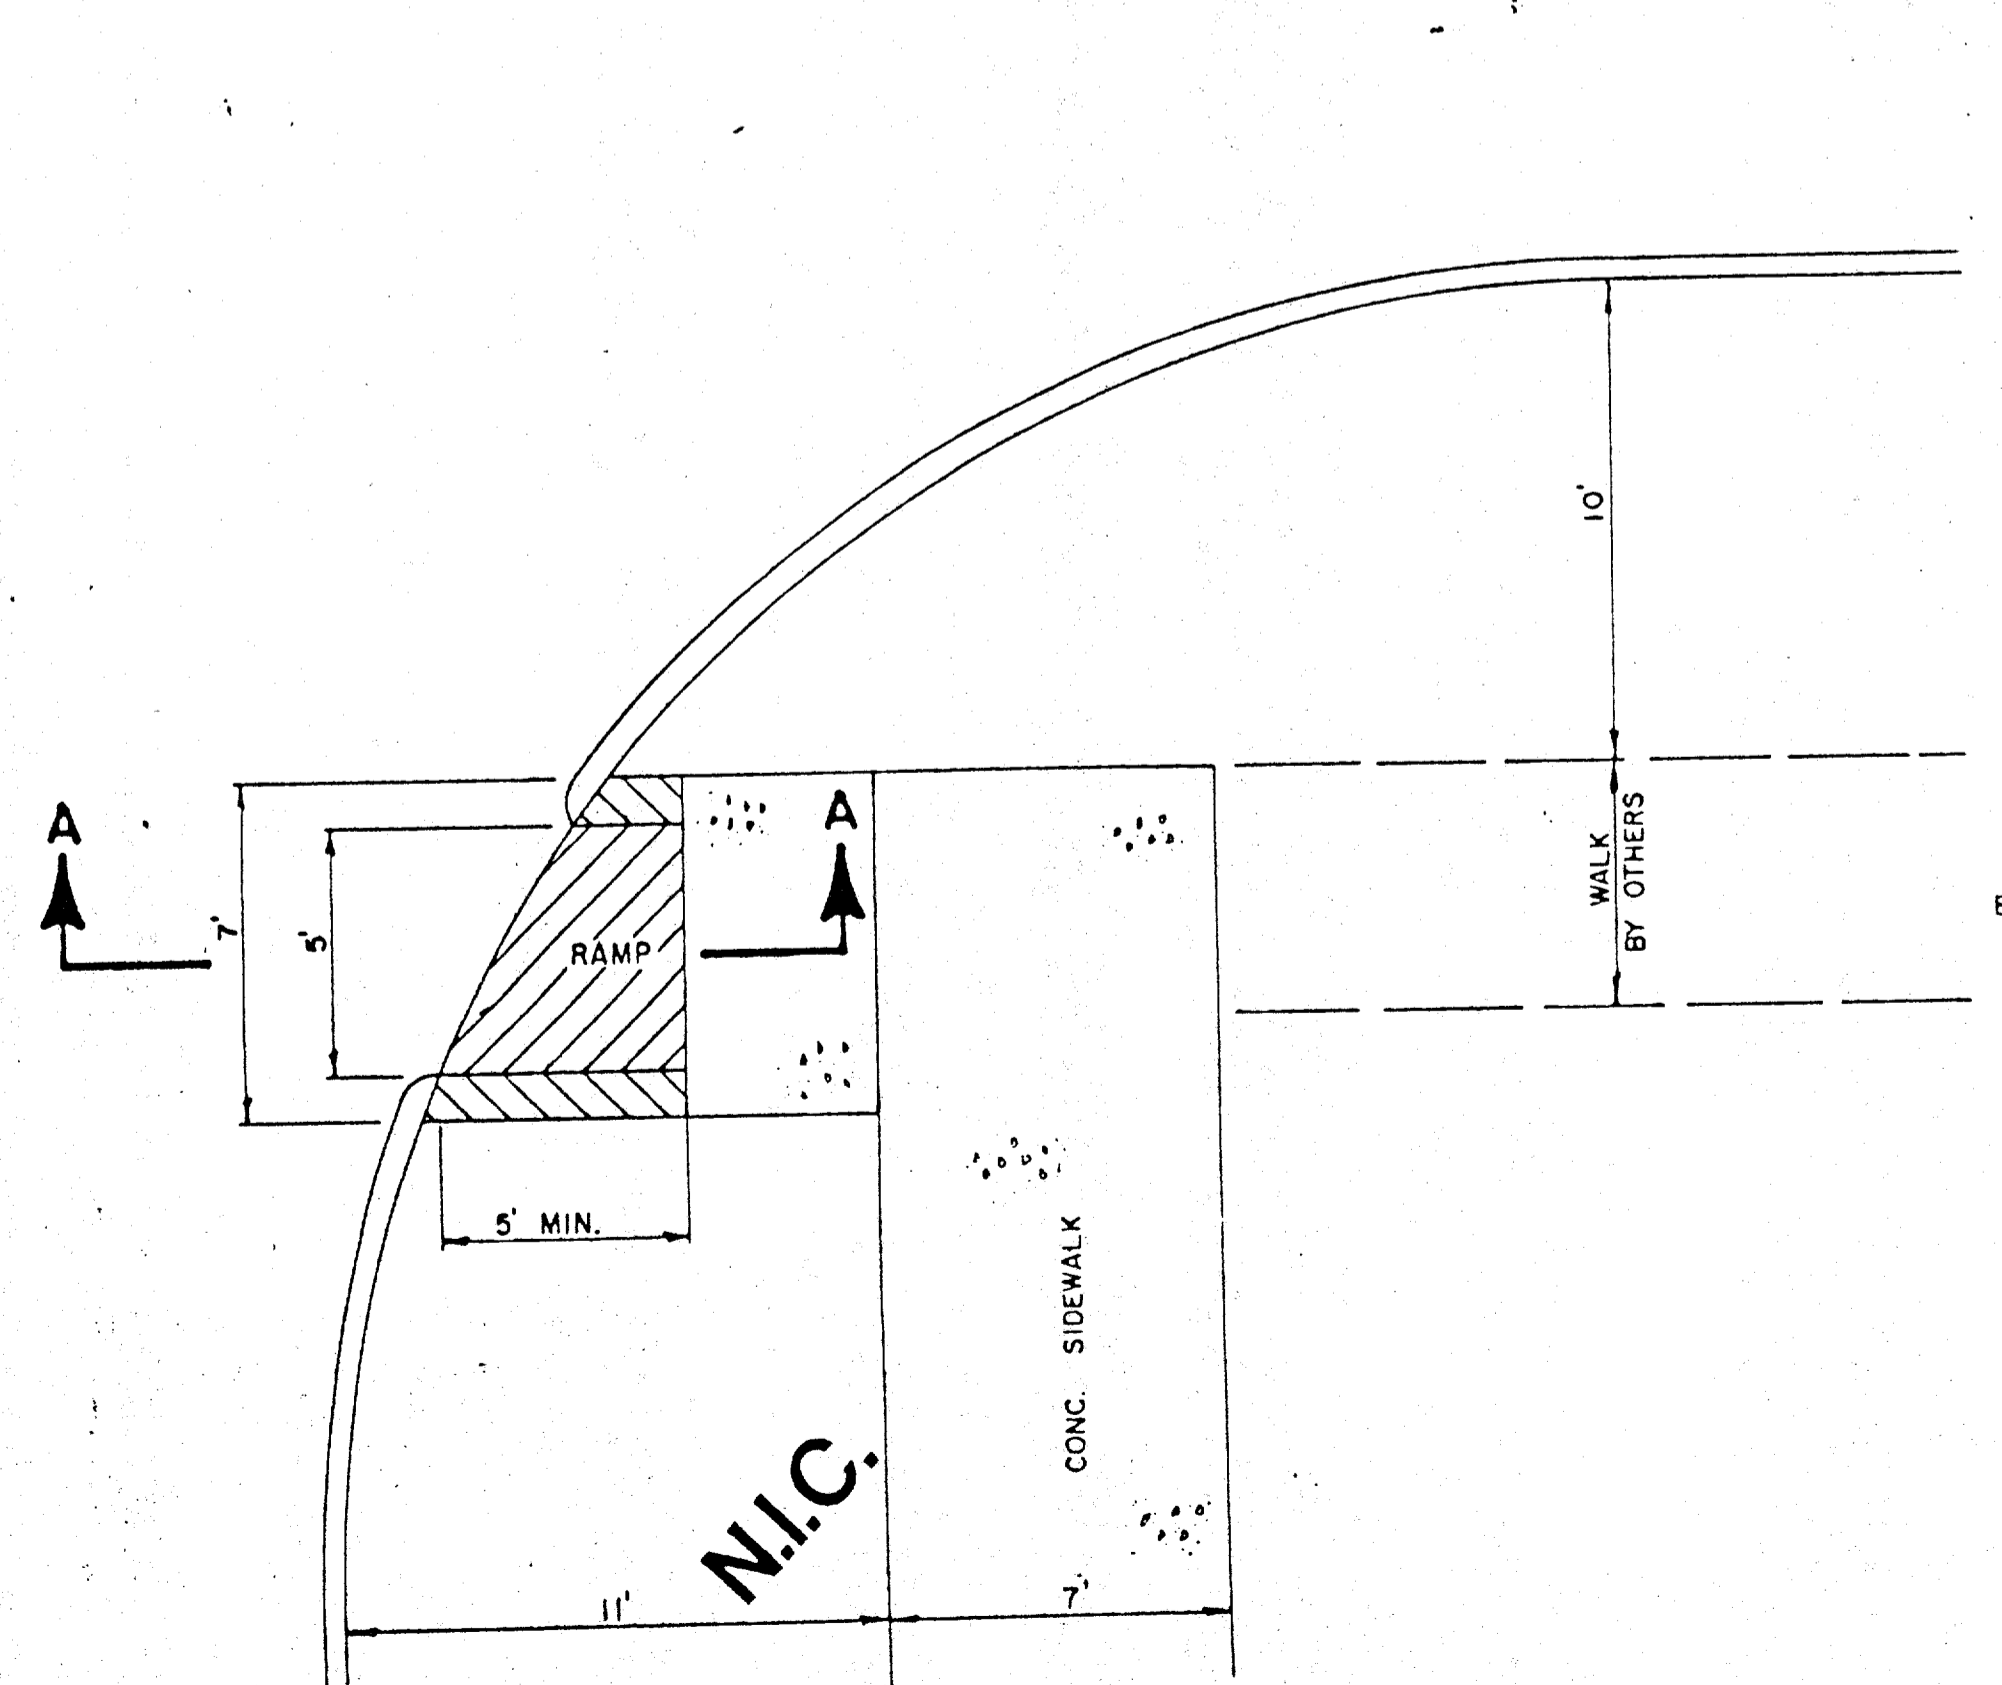 10'
A
A
7'
5'
RAMP
WALK
BY OTHERS
5' MIN.
CONC. SIDEWALK
N.I.C.
11'
7'